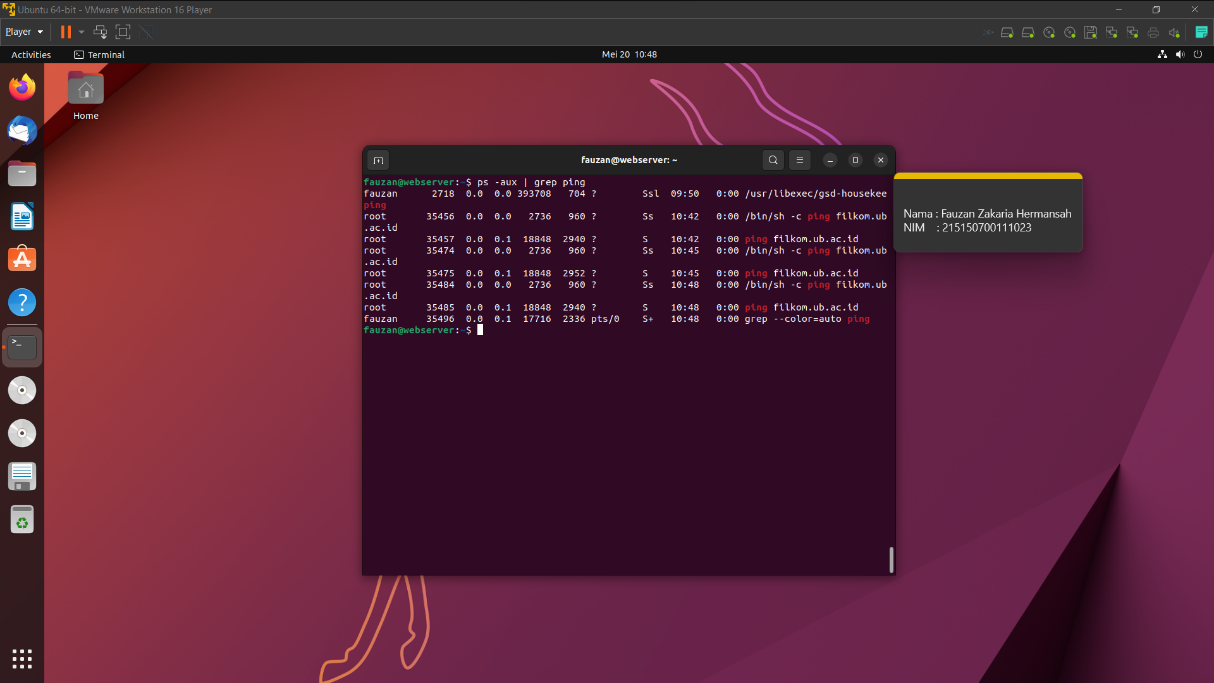 Ubuntu 64-bit - VMware Workstation 16 Player
Player
Activities
Terminal
Mei 20 10:48
Home
fauzan@webserver: ~
fauzan@webserver:~$ ps -aux | grep ping
fauzan 2718 0.0 0.0 393708 704 ? Ssl 09:50 0:00 /usr/libexec/gsd-housekee
ping
root 35456 0.0 0.0 2736 960 ? Ss 10:42 0:00 /bin/sh -c ping filkom.ub
.ac.id
root 35457 0.0 0.1 18848 2940 ? S 10:42 0:00 ping filkom.ub.ac.id
root 35474 0.0 0.0 2736 960 ? Ss 10:45 0:00 /bin/sh -c ping filkom.ub
.ac.id
root 35475 0.0 0.1 18848 2952 ? S 10:45 0:00 ping filkom.ub.ac.id
root 35484 0.0 0.0 2736 960 ? Ss 10:48 0:00 /bin/sh -c ping filkom.ub
.ac.id
root 35485 0.0 0.1 18848 2940 ? S 10:48 0:00 ping filkom.ub.ac.id
fauzan 35496 0.0 0.1 17716 2336 pts/0 S+ 10:48 0:00 grep --color=auto ping
fauzan@webserver:~$
Nama : Fauzan Zakaria Hermansah
NIM : 215150700111023